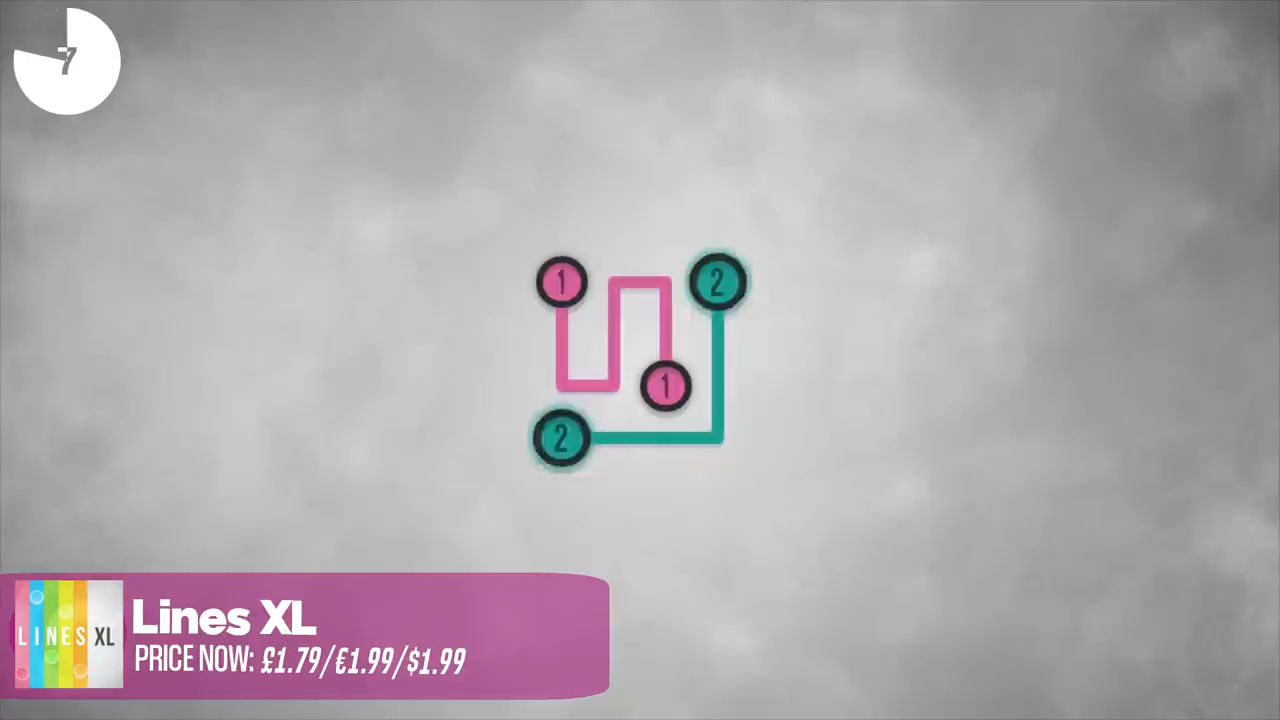 7
1
2
1
2
LINES XL
Lines XL
PRICE NOW: £1.79/€1.99/$1.99